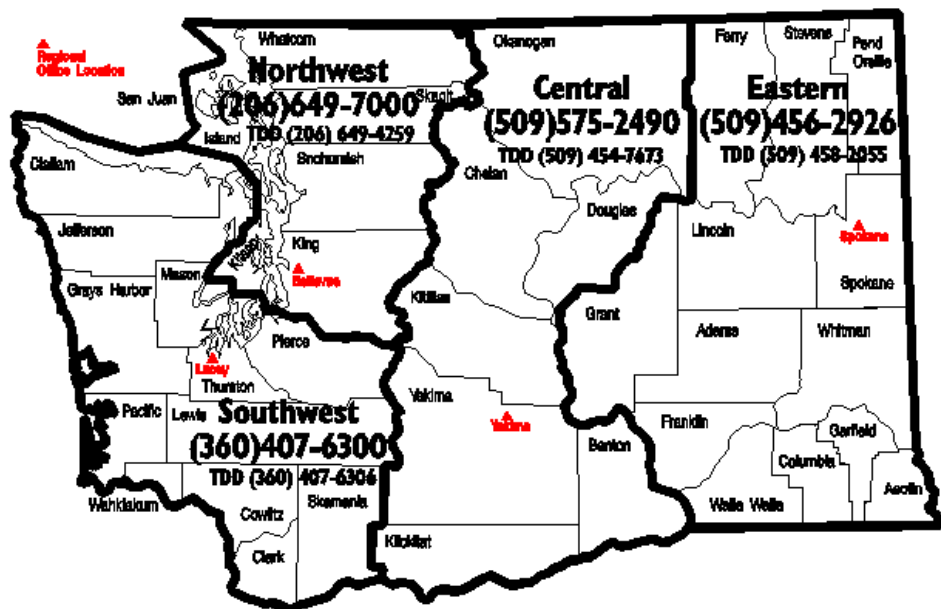 Regional
Office Location
Whatcom
Northwest
(206)649-7000
TDD (206) 649-4259
San Juan
Skagit
Island
Snohomish
Okanogan
Central
(509)575-2490
TDD (509) 454-7673
Chelan
Douglas
Ferry
Stevens
Pend
Oreille
Eastern
(509)456-2926
TDD (509) 458-2055
Lincoln
Spokane
Spokane
Clallam
Jefferson
Grays Harbor
Mason
Kitsap
King
Bellevue
Pierce
Lacey
Thurston
Kittitas
Grant
Adams
Whitman
Yakima
Yakima
Benton
Franklin
Garfield
Columbia
Asotin
Walla Walla
Pacific
Lewis
Southwest
(360)407-6300
TDD (360) 407-6306
Wahkiakum
Cowlitz
Skamania
Clark
Klickitat